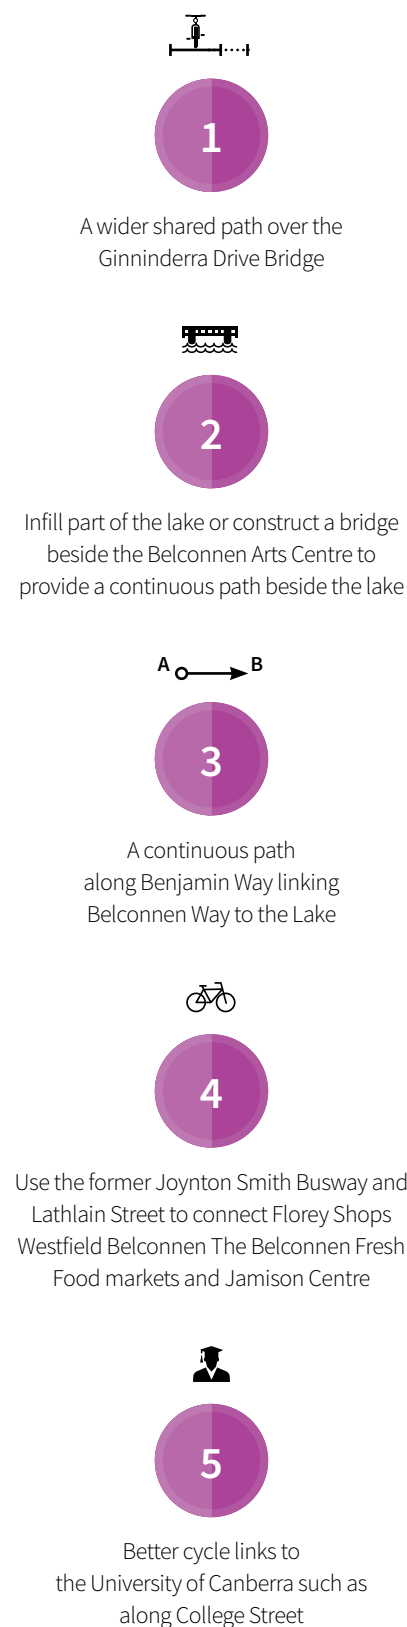 1
A wider shared path over the
Ginninderra Drive Bridge
2
Infill part of the lake or construct a bridge
beside the Belconnen Arts Centre to
provide a continuous path beside the lake
A B
3
A continuous path
along Benjamin Way linking
Belconnen Way to the Lake
4
Use the former Joynton Smith Busway and
Lathlain Street to connect Florey Shops
Westfield Belconnen The Belconnen Fresh
Food markets and Jamison Centre
5
Better cycle links to
the University of Canberra such as
along College Street